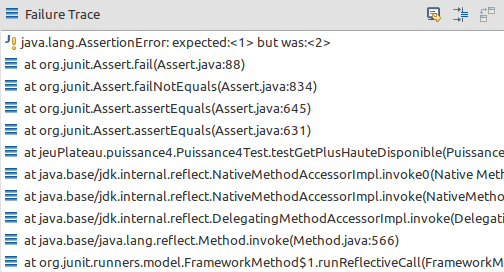 Failure Trace
java.lang.AssertionError: expected:<1> but was:<2>
at org.junit.Assert.fail(Assert.java:88)
at org.junit.Assert.failNotEquals(Assert.java:834)
at org.junit.Assert.assertEquals(Assert.java:645)
at org.junit.Assert.assertEquals(Assert.java:631)
at jeuPlateau.puissance4.Puissance4Test.testGetPlusHauteDisponible(Puissance
at java.base/jdk.internal.reflect.NativeMethodAccessorImpl.invoke0(Native Meth
at java.base/jdk.internal.reflect.NativeMethodAccessorImpl.invoke(NativeMetho
at java.base/jdk.internal.reflect.DelegatingMethodAccessorImpl.invoke(Delegati
at java.base/java.lang.reflect.Method.invoke(Method.java:566)
at org.junit.runners.model.FrameworkMethod$1.runReflectiveCall(FrameworkM